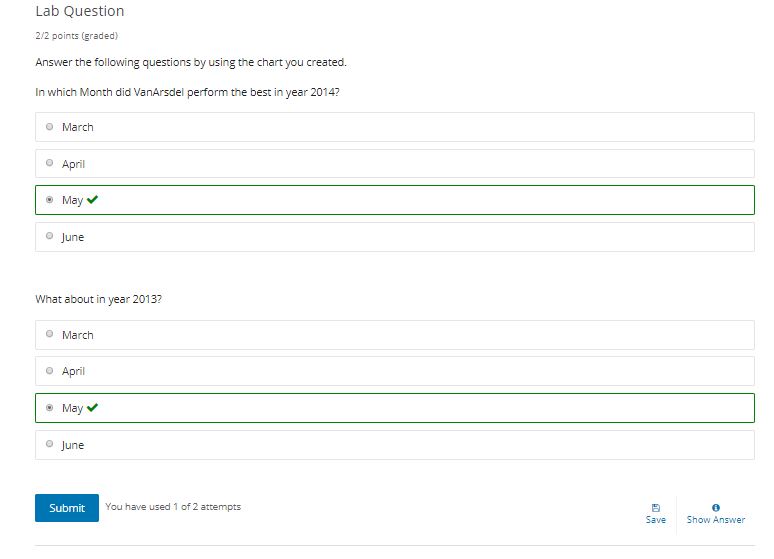 Lab Question
2/2 points (graded)
Answer the following questions by using the chart you created.
In which Month did VanArsdel perform the best in year 2014?
March
April
May
June
What about in year 2013?
March
April
May
June
Submit
You have used 1 of 2 attempts
Save
Show Answer